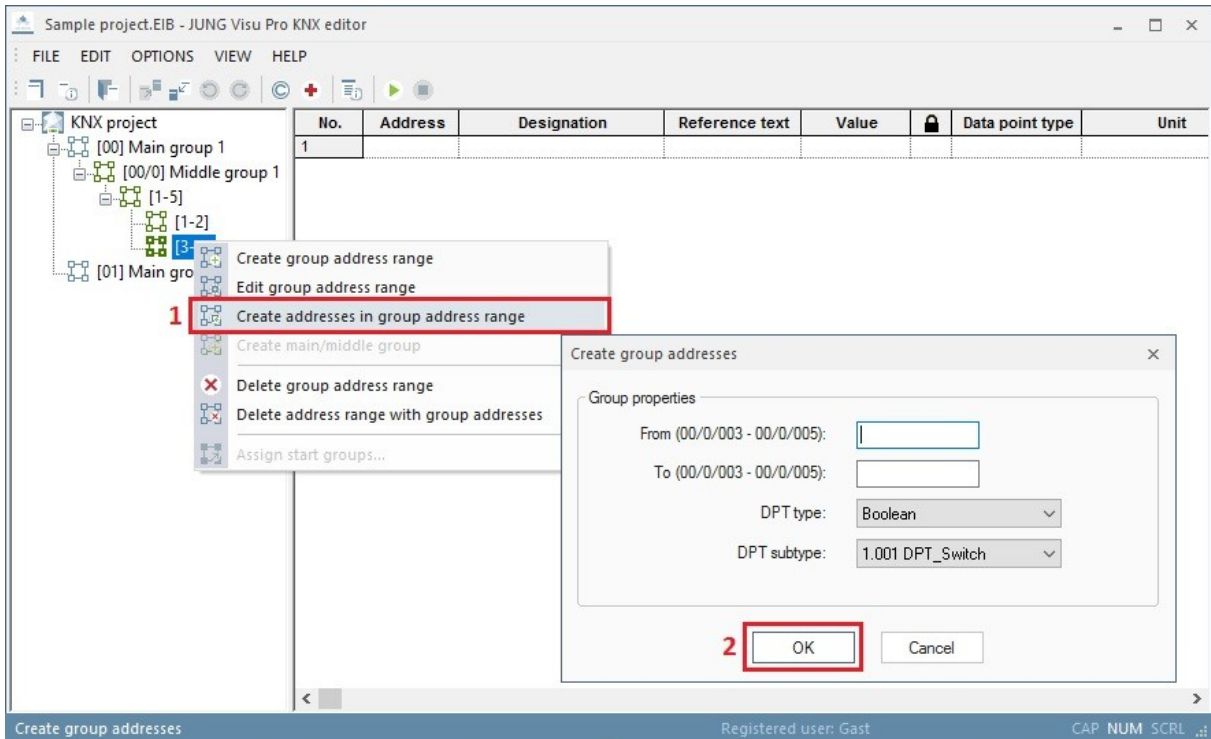 Sample project.EIB - JUNG Visu Pro KNX editor
FILE EDIT OPTIONS VIEW HELP
KNX project
[00] Main group 1
[00/0] Middle group 1
[1-5]
[1-2]
[3-
[01] Main gro
No. Address Designation Reference text Value Data point type Unit
1
1
Create group address range
Edit group address range
Create addresses in group address range
Create main/middle group
Delete group address range
Delete address range with group addresses
Assign start groups...
Create group addresses
Group properties
From (00/0/003 - 00/0/005):
To (00/0/003 - 00/0/005):
DPT type: Boolean
DPT subtype: 1.001 DPT_Switch
2 OK Cancel
Create group addresses Registered user: Gast CAP NUM SCRL